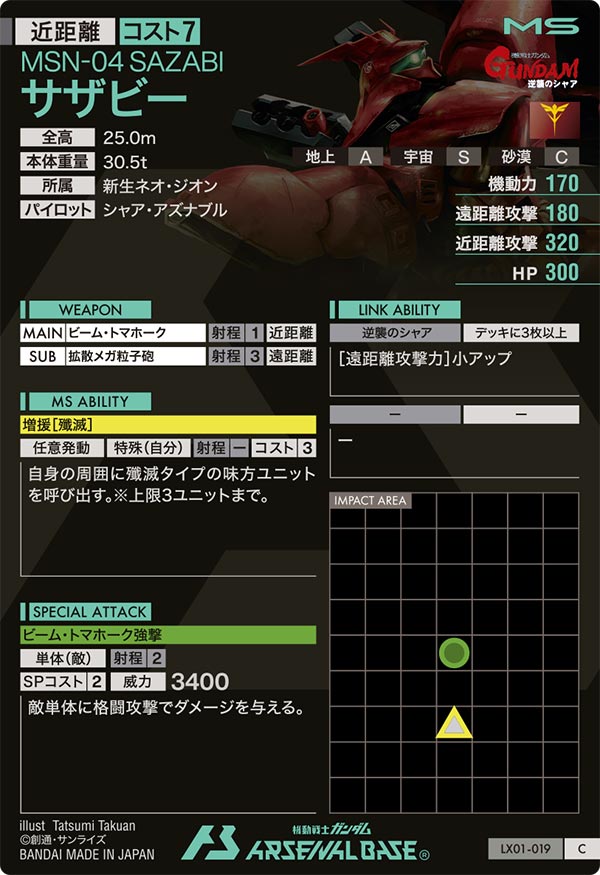 近距離 コスト7
MS
MSN-04 SAZABI
サザビー
機動戦士ガンダム
GUNDAM
逆襲のシャア
全高 25.0m
本体重量 30.5t
所属 新生ネオ・ジオン
パイロット シャア・アズナブル
地上 A 宇宙 S 砂漠 C
機動力 170
遠距離攻撃 180
近距離攻撃 320
HP 300
WEAPON
MAIN ビーム・トマホーク 射程 1 近距離
SUB 拡散メガ粒子砲 射程 3 遠距離
LINK ABILITY
逆襲のシャア デッキに3枚以上
[遠距離攻撃力]小アップ
— —
—
MS ABILITY
増援[殲滅]
任意発動 特殊(自分) 射程 — コスト 3
自身の周囲に殲滅タイプの味方ユニット
を呼び出す。※上限3ユニットまで。
SPECIAL ATTACK
ビーム・トマホーク強撃
単体(敵) 射程 2
SPコスト 2 威力 3400
敵単体に格闘攻撃でダメージを与える。
IMPACT AREA
illust Tatsumi Takuan
©創通・サンライズ
BANDAI MADE IN JAPAN
機動戦士ガンダム
ARSENAL BASE®
LX01-019 C